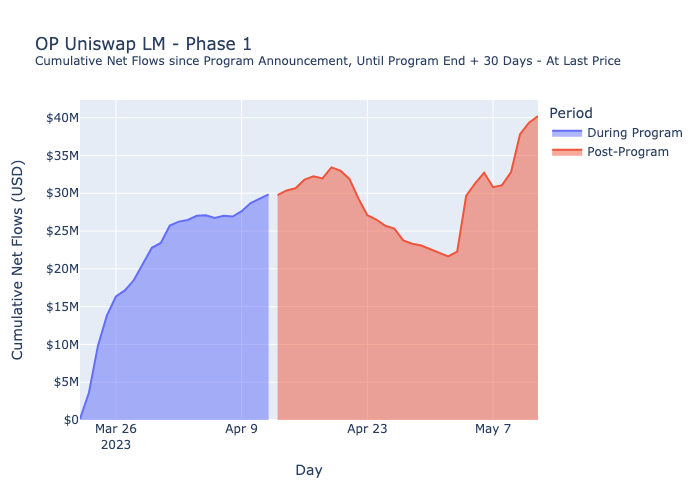 OP Uniswap LM - Phase 1
Cumulative Net Flows since Program Announcement, Until Program End + 30 Days - At Last Price
Period
During Program
Post-Program
Cumulative Net Flows (USD)
$40M
$35M
$30M
$25M
$20M
$15M
$10M
$5M
$0
Mar 26
2023
Apr 9
Apr 23
May 7
Day